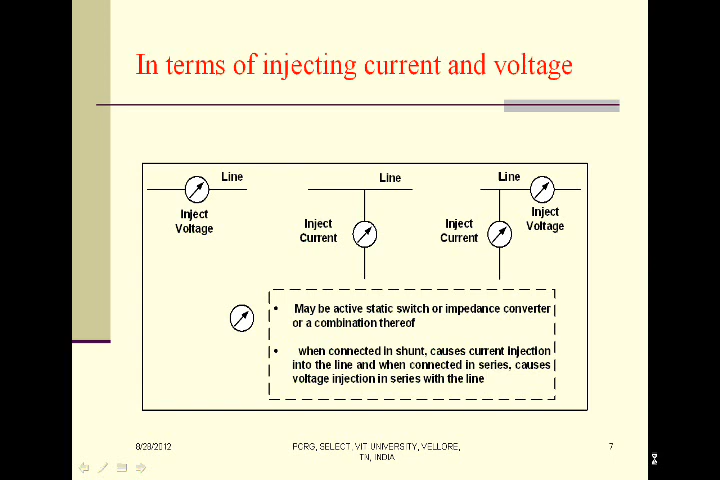 In terms of injecting current and voltage
Line
Inject
Voltage
Line
Inject
Current
Line
Inject
Current
Inject
Voltage
• May be active static switch or impedance converter
or a combination thereof
• when connected in shunt, causes current injection
into the line and when connected in series, causes
voltage injection in series with the line
8/28/2012
PCRG, SELECT, VIT UNIVERSITY, VELLORE,
TN, INDIA
7